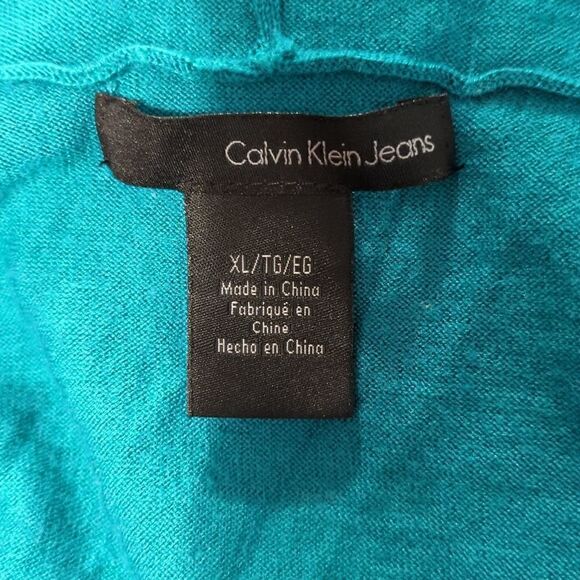 Calvin Klein Jeans
XL/TG/EG
Made in China
Fabriqué en
Chine
Hecho en China